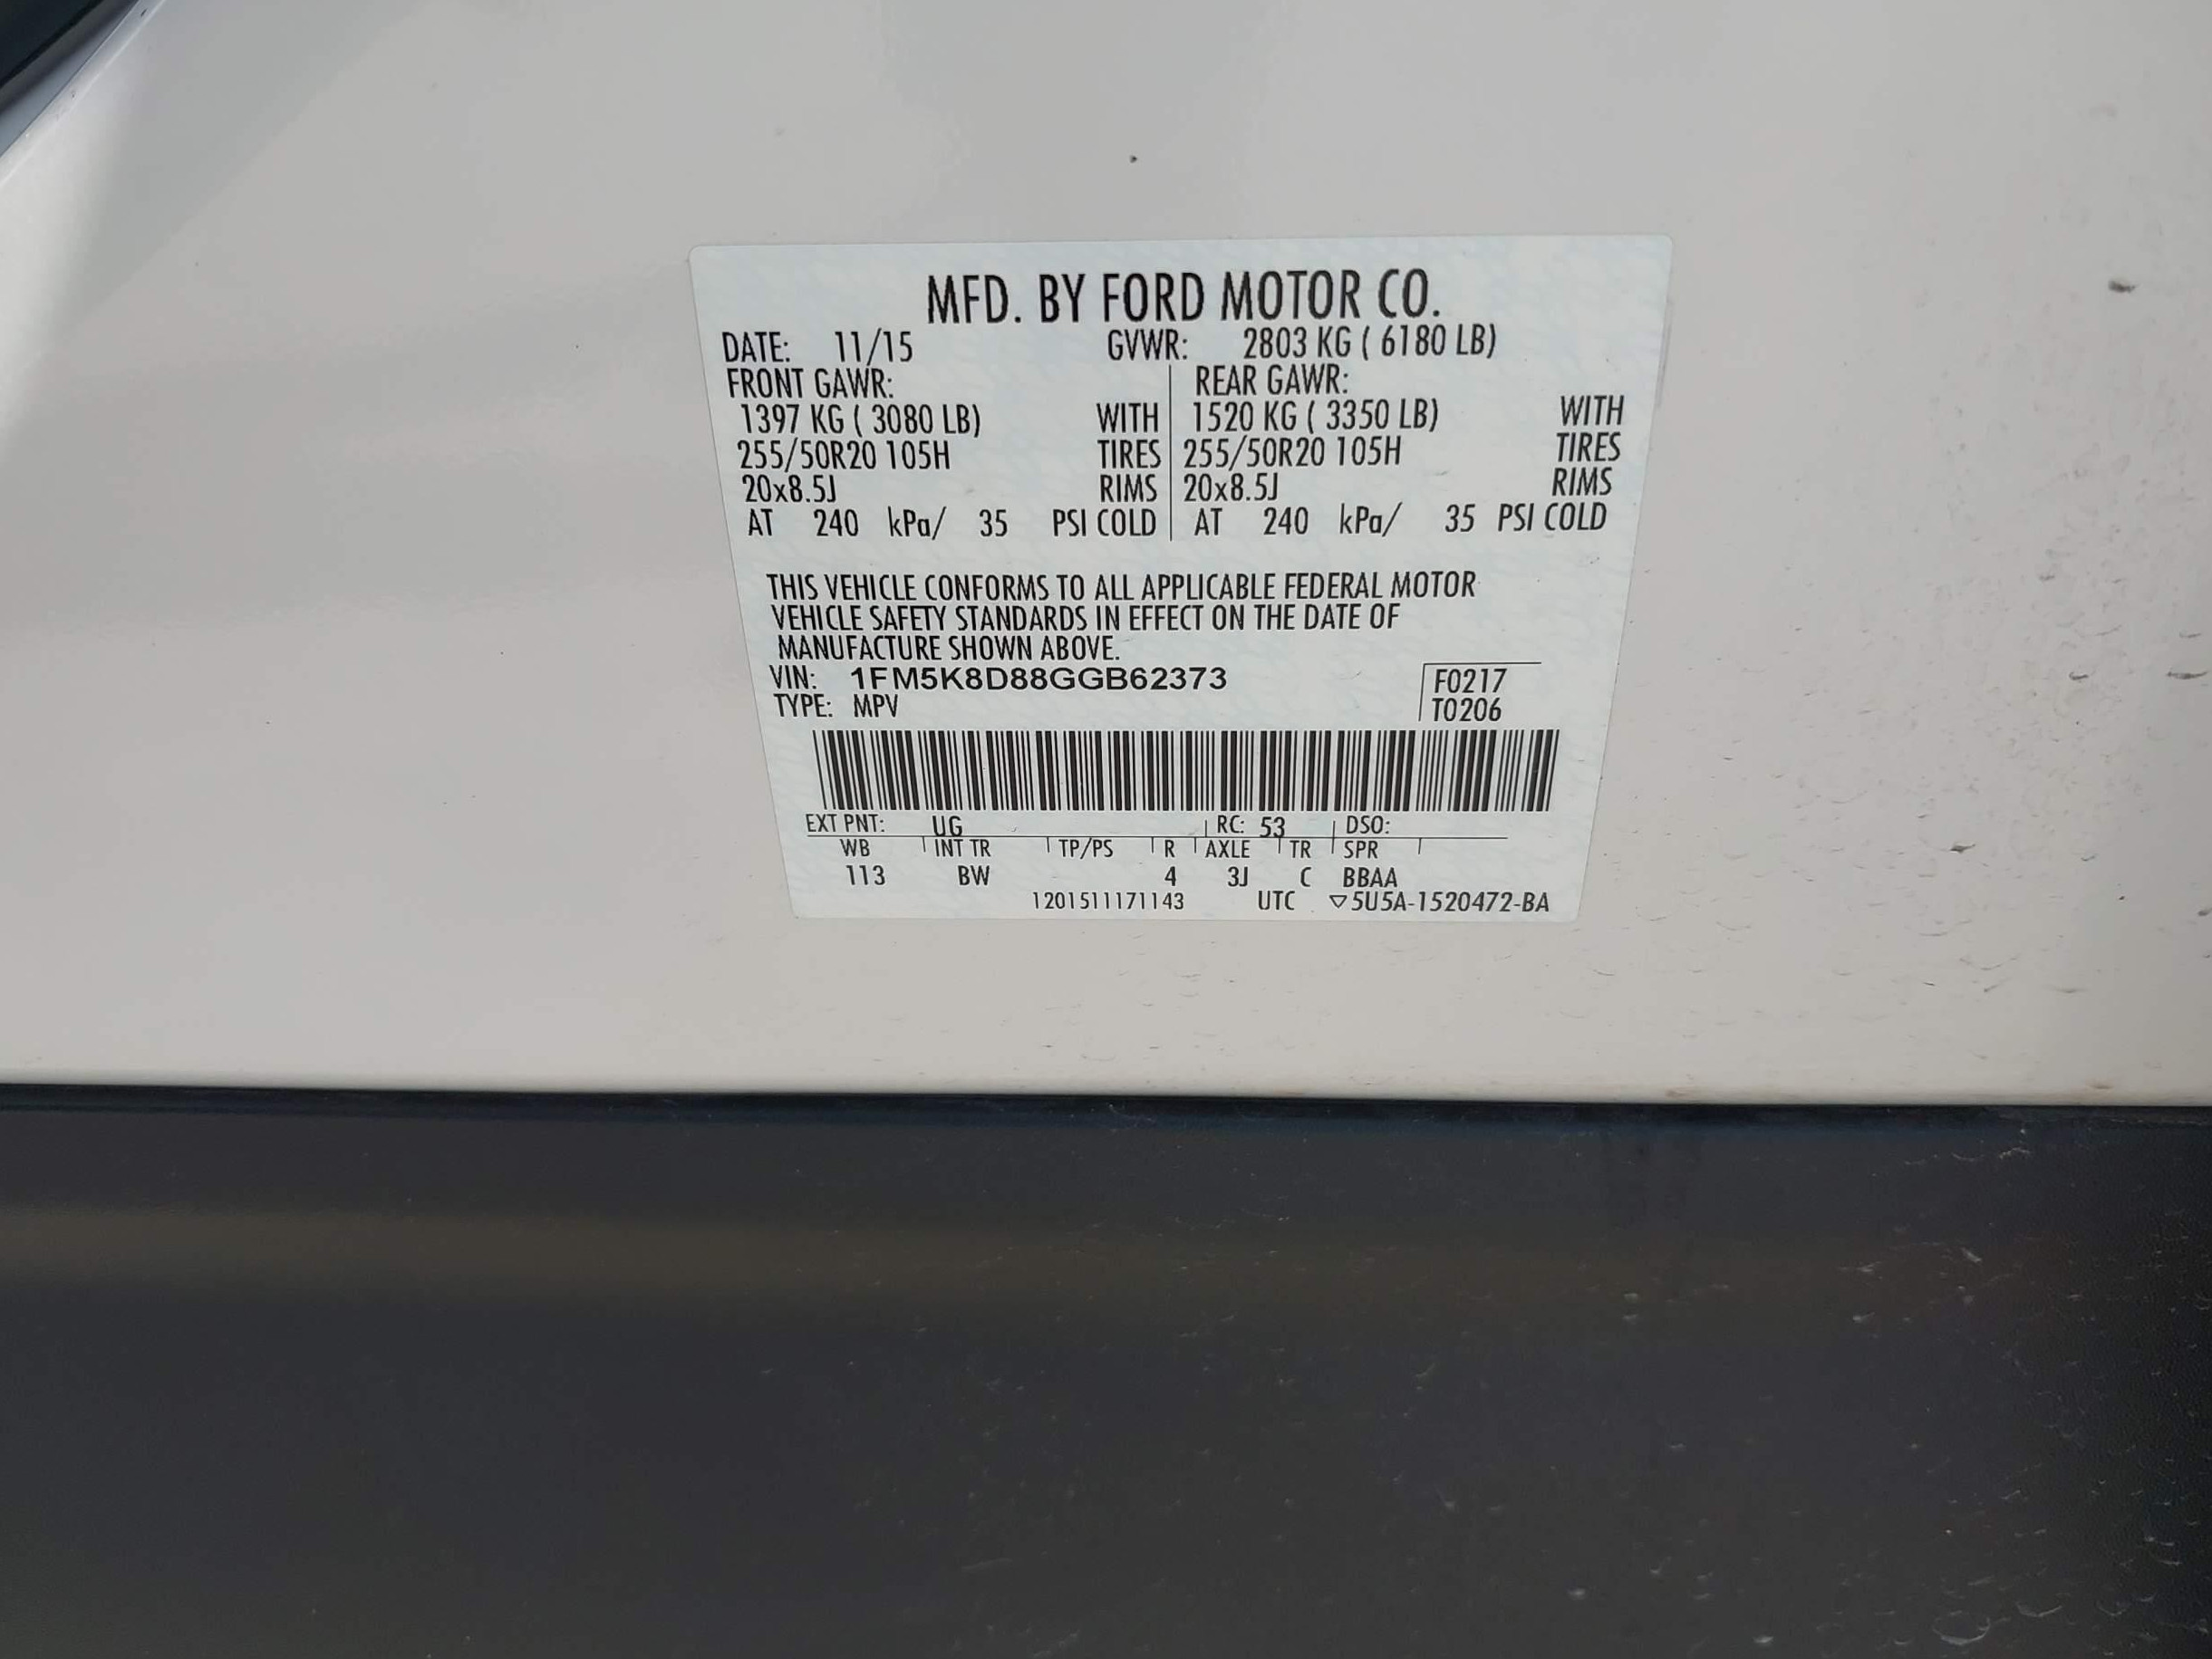 MFD. BY FORD MOTOR CO.
DATE: 11/15 GVWR: 2803 KG ( 6180 LB)
FRONT GAWR: REAR GAWR:
1397 KG ( 3080 LB) WITH 1520 KG ( 3350 LB) WITH
255/50R20 105H TIRES 255/50R20 105H TIRES
20x8.5J RIMS 20x8.5J RIMS
AT 240 kPa/ 35 PSI COLD AT 240 kPa/ 35 PSI COLD
THIS VEHICLE CONFORMS TO ALL APPLICABLE FEDERAL MOTOR
VEHICLE SAFETY STANDARDS IN EFFECT ON THE DATE OF
MANUFACTURE SHOWN ABOVE.
VIN: 1FM5K8D88GGB62373 F0217
TYPE: MPV T0206
EXT PNT: UG RC: 53 DSO:
WB INT TR TP/PS R AXLE TR SPR
113 BW 4 3J C BBAA
1201511171143 UTC ▽5U5A-1520472-BA